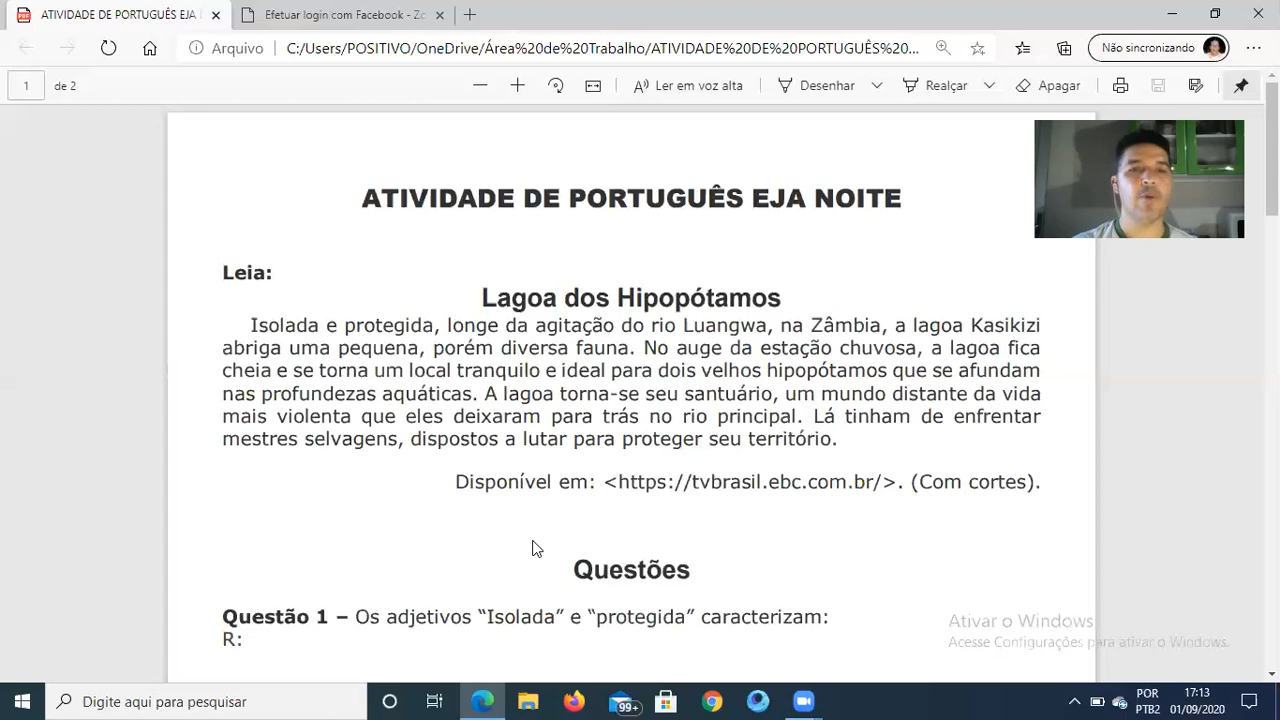 ATIVIDADE DE PORTUGUÊS EJA
Efetuar login com Facebook - Zo
Arquivo
C:/Users/POSITIVO/OneDrive/Área%20de%20Trabalho/ATIVIDADE%20DE%20PORTUGUÊS%20...
Não sincronizando
1 de 2
Ler em voz alta
Desenhar
Realçar
Apagar
ATIVIDADE DE PORTUGUÊS EJA NOITE
Leia:
Lagoa dos Hipopótamos
Isolada e protegida, longe da agitação do rio Luangwa, na Zâmbia, a lagoa Kasikizi
abriga uma pequena, porém diversa fauna. No auge da estação chuvosa, a lagoa fica
cheia e se torna um local tranquilo e ideal para dois velhos hipopótamos que se afundam
nas profundezas aquáticas. A lagoa torna-se seu santuário, um mundo distante da vida
mais violenta que eles deixaram para trás no rio principal. Lá tinham de enfrentar
mestres selvagens, dispostos a lutar para proteger seu território.
Disponível em: <https://tvbrasil.ebc.com.br/>. (Com cortes).
Questões
Questão 1 – Os adjetivos “Isolada” e “protegida” caracterizam:
R:
Ativar o Windows
Acesse Configurações para ativar o Windows.
Digite aqui para pesquisar
99+
POR
PTB2
17:13
01/09/2020